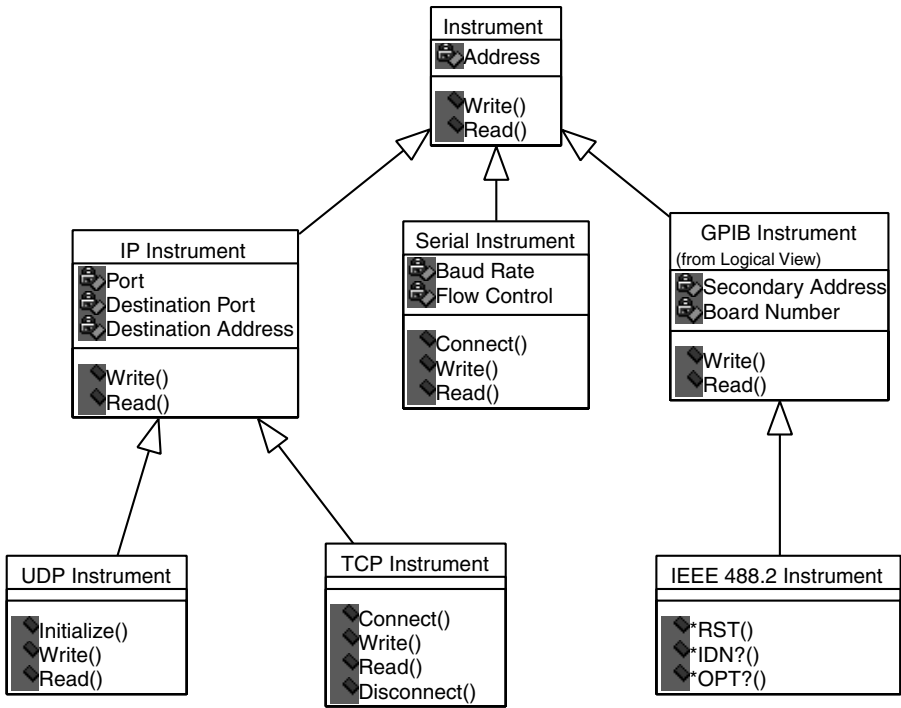 Instrument
Address
Write()
Read()
IP Instrument
Port
Destination Port
Destination Address
Write()
Read()
Serial Instrument
Baud Rate
Flow Control
Connect()
Write()
Read()
GPIB Instrument
(from Logical View)
Secondary Address
Board Number
Write()
Read()
UDP Instrument
Initialize()
Write()
Read()
TCP Instrument
Connect()
Write()
Read()
Disconnect()
IEEE 488.2 Instrument
*RST()
*IDN?()
*OPT?()